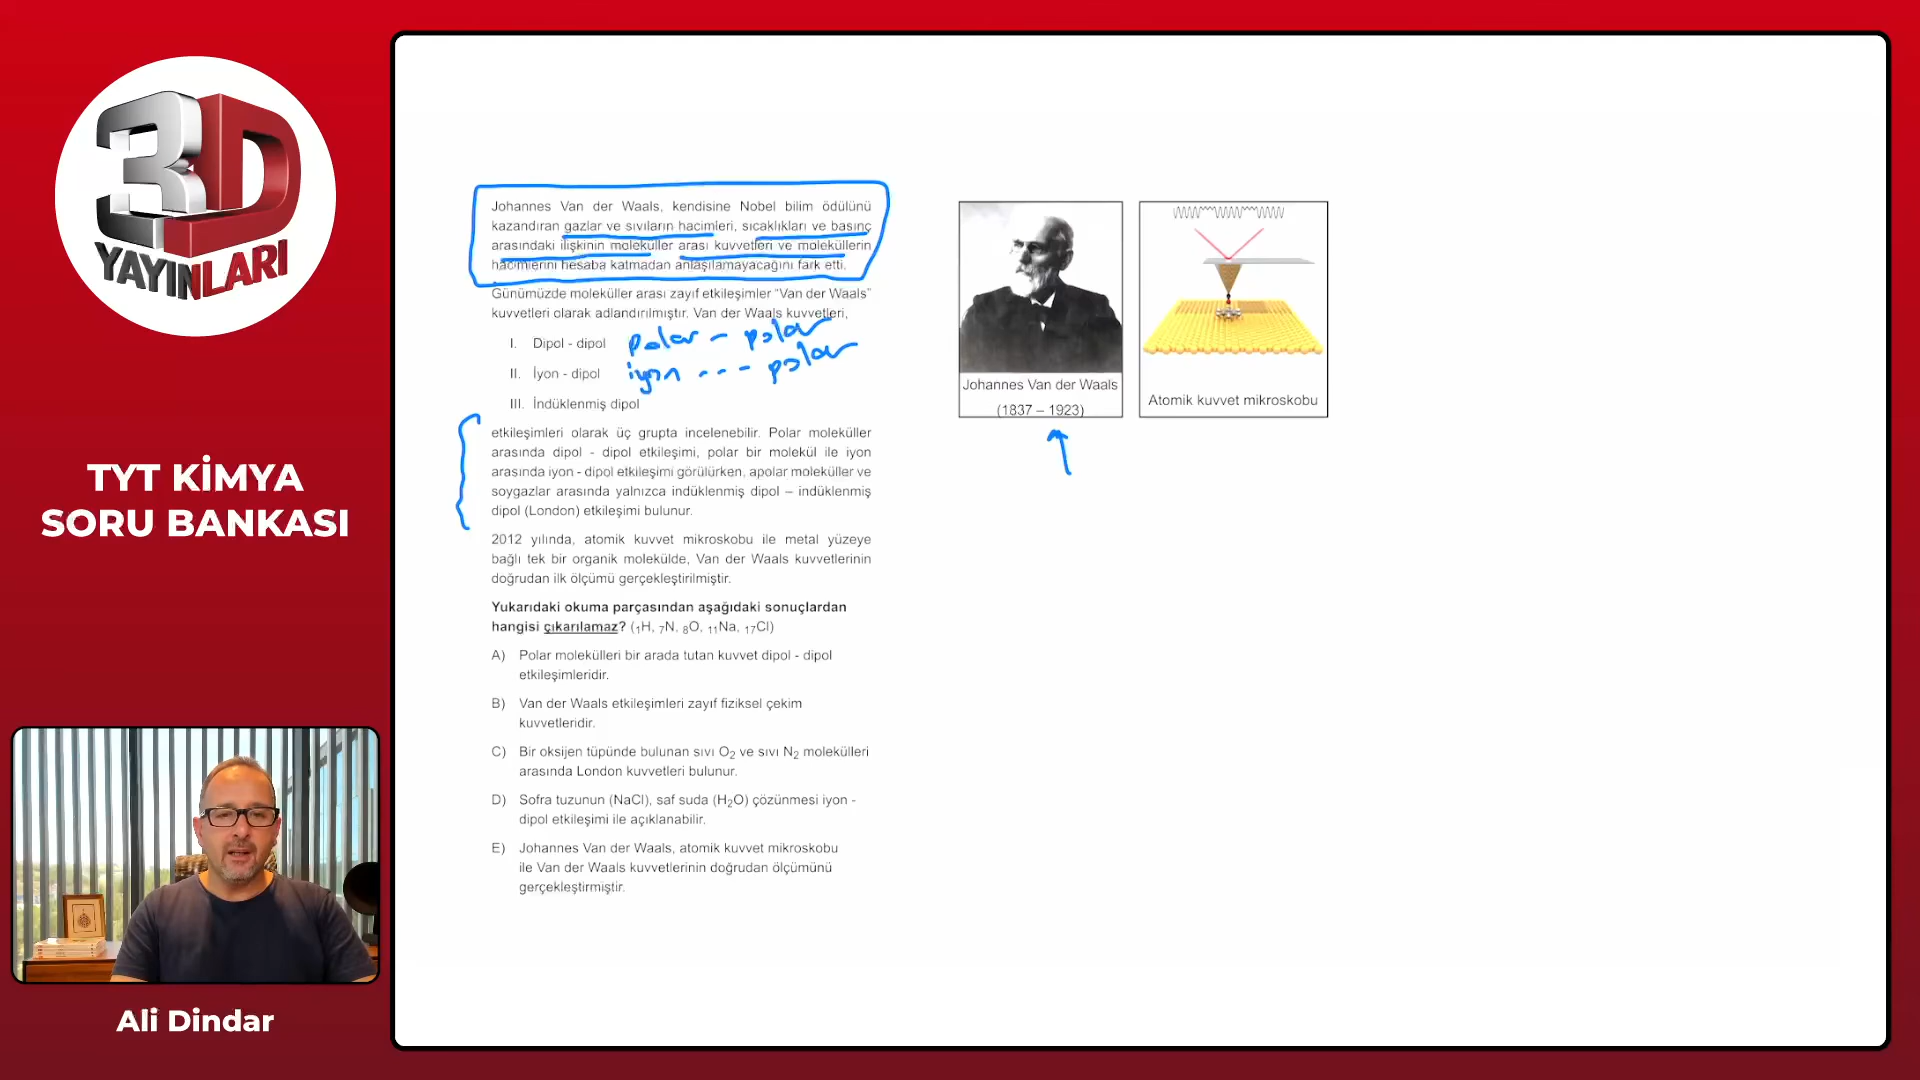 3D
YAYINLARI
TYT KİMYA
SORU BANKASI
Ali Dindar
Johannes Van der Waals, kendisine Nobel bilim ödülünü
kazandıran gazlar ve sıvıların hacimleri, sıcaklıkları ve basınç
arasındaki ilişkinin moleküller arası kuvvetleri ve moleküllerin
hacimlerini hesaba katmadan anlaşılamayacağını fark etti.
Günümüzde moleküller arası zayıf etkileşimler “Van der Waals”
kuvvetleri olarak adlandırılmıştır. Van der Waals kuvvetleri,
I. Dipol - dipol polar - polar
II. İyon - dipol iyon --- polar
III. İndüklenmiş dipol
etkileşimleri olarak üç grupta incelenebilir. Polar moleküller
arasında dipol - dipol etkileşimi, polar bir molekül ile iyon
arasında iyon - dipol etkileşimi görülürken, apolar moleküller ve
soygazlar arasında yalnızca indüklenmiş dipol – indüklenmiş
dipol (London) etkileşimi bulunur.
2012 yılında, atomik kuvvet mikroskobu ile metal yüzeye
bağlı tek bir organik molekülde, Van der Waals kuvvetlerinin
doğrudan ilk ölçümü gerçekleştirilmiştir.
Yukarıdaki okuma parçasından aşağıdaki sonuçlardan
hangisi çıkarılamaz? (₁H, ₇N, ₈O, ₁₁Na, ₁₇Cl)
A) Polar molekülleri bir arada tutan kuvvet dipol - dipol
etkileşimleridir.
B) Van der Waals etkileşimleri zayıf fiziksel çekim
kuvvetleridir.
C) Bir oksijen tüpünde bulunan sıvı O₂ ve sıvı N₂ molekülleri
arasında London kuvvetleri bulunur.
D) Sofra tuzunun (NaCl), saf suda (H₂O) çözünmesi iyon -
dipol etkileşimi ile açıklanabilir.
E) Johannes Van der Waals, atomik kuvvet mikroskobu
ile Van der Waals kuvvetlerinin doğrudan ölçümünü
gerçekleştirmiştir.
Johannes Van der Waals
(1837 – 1923)
Atomik kuvvet mikroskobu